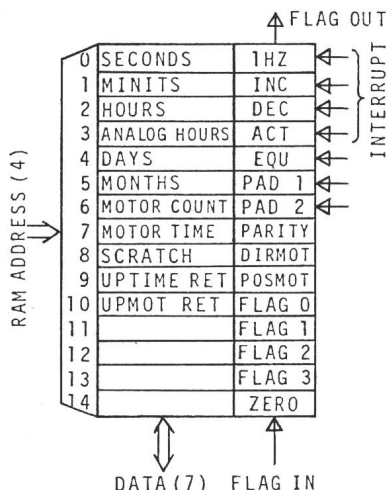 FLAG OUT
0 SECONDS 1HZ
1 MINITS INC
2 HOURS DEC
3 ANALOG HOURS ACT
4 DAYS EQU
5 MONTHS PAD 1
6 MOTOR COUNT PAD 2
7 MOTOR TIME PARITY
8 SCRATCH DIRMOT
9 UPTIME RET POSMOT
10 UPMOT RET FLAG 0
11 FLAG 1
12 FLAG 2
13 FLAG 3
14 ZERO
INTERRUPT
RAM ADDRESS (4)
DATA (7) FLAG IN